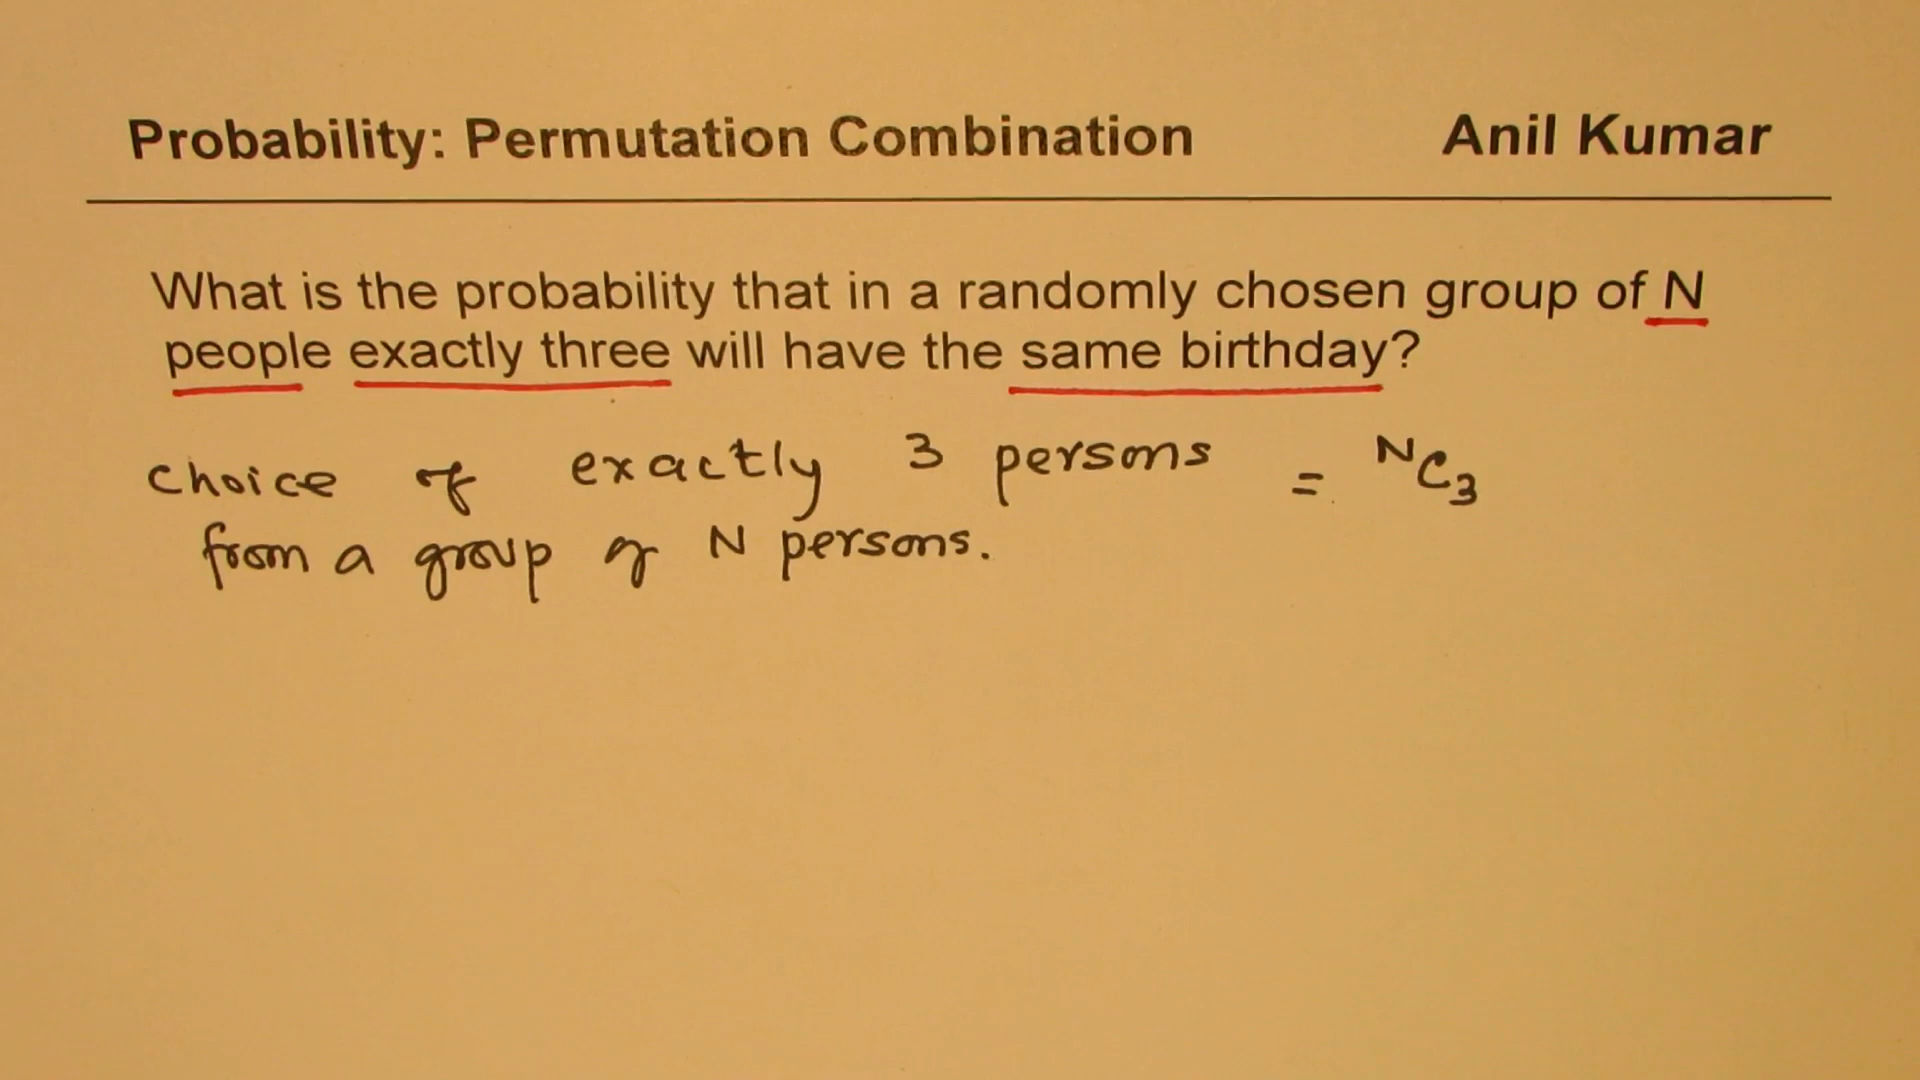 Probability: Permutation Combination Anil Kumar
What is the probability that in a randomly chosen group of N
people exactly three will have the same birthday?
choice of exactly 3 persons = ᴺC₃
from a group of N persons.